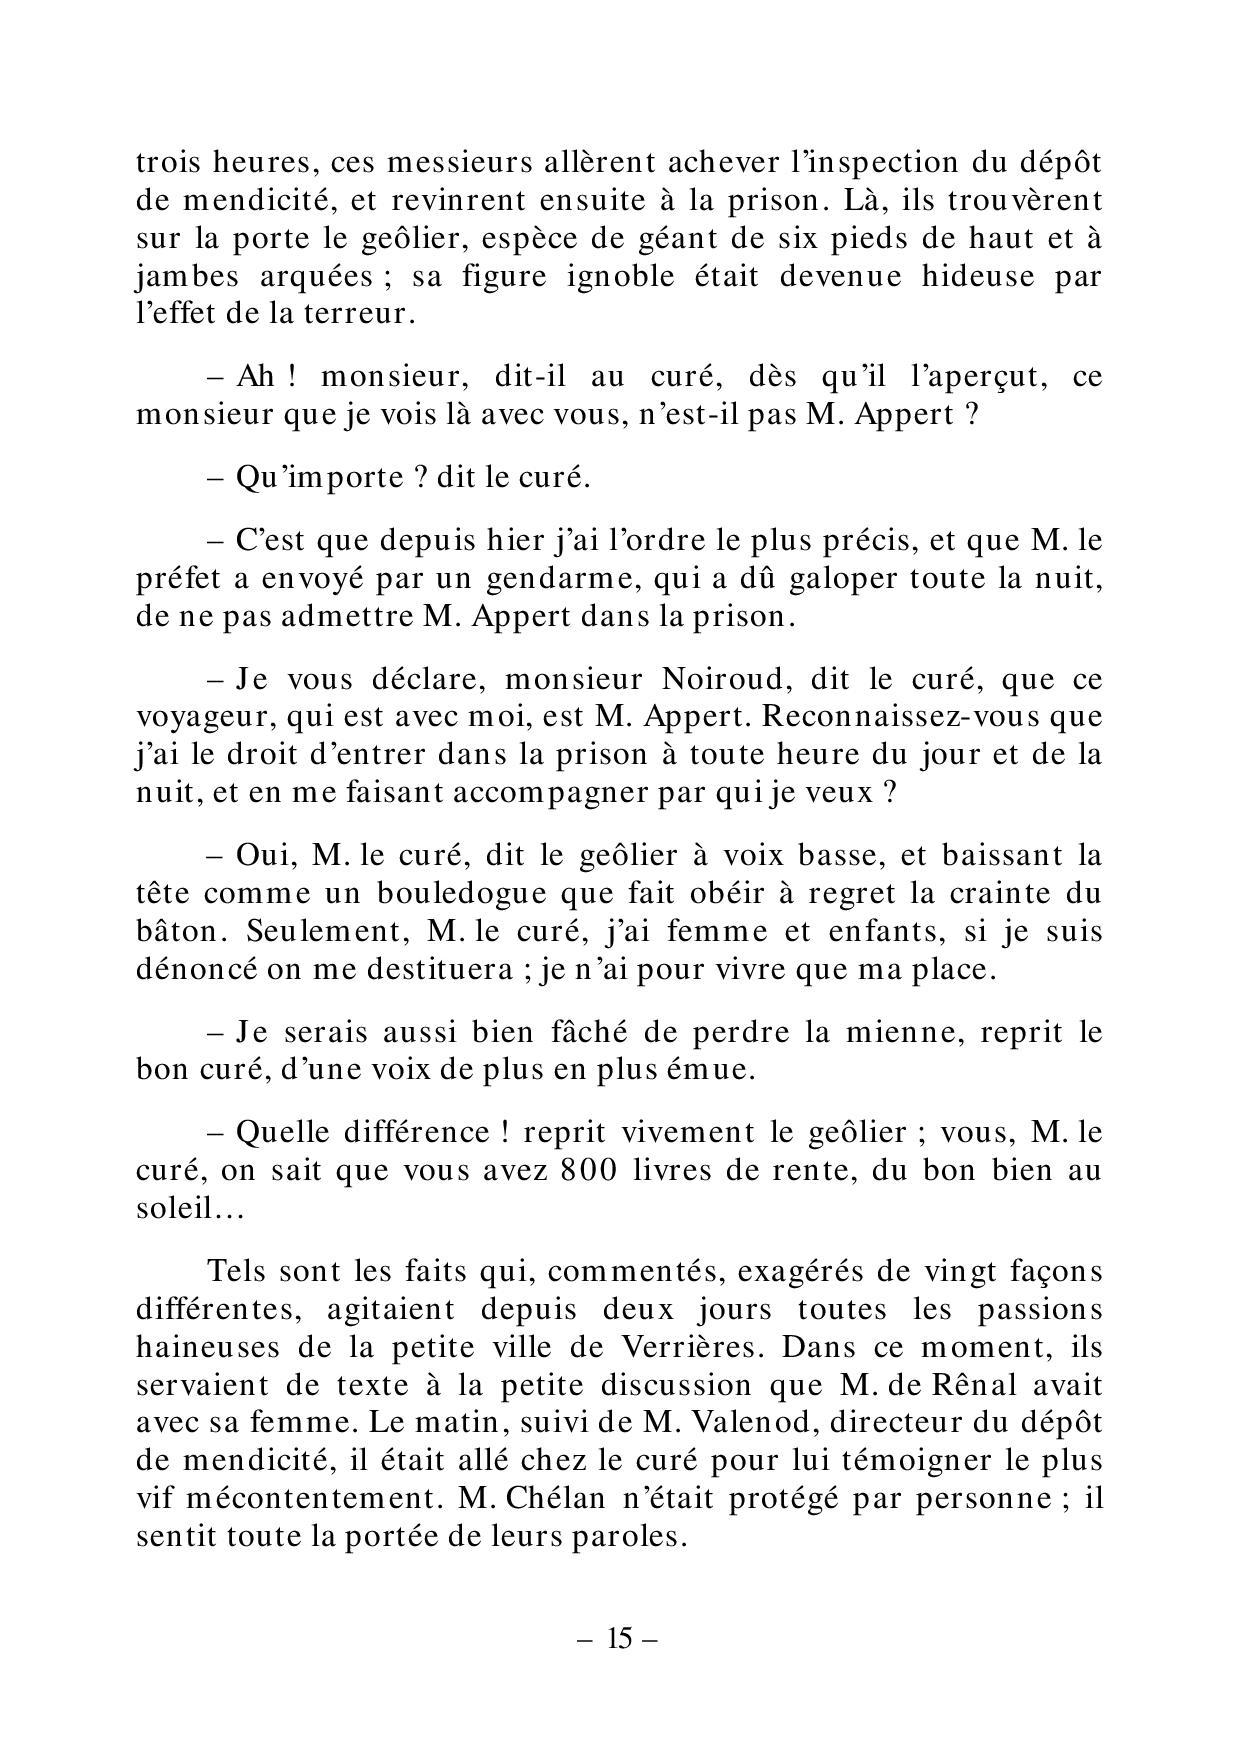 trois heures, ces messieurs allèrent achever l’inspection du dépôt
de mendicité, et revinrent ensuite à la prison. Là, ils trouvèrent
sur la porte le geôlier, espèce de géant de six pieds de haut et à
jambes arquées ; sa figure ignoble était devenue hideuse par
l’effet de la terreur.
– Ah ! monsieur, dit-il au curé, dès qu’il l’aperçut, ce
monsieur que je vois là avec vous, n’est-il pas M. Appert ?
– Qu’importe ? dit le curé.
– C’est que depuis hier j’ai l’ordre le plus précis, et que M. le
préfet a envoyé par un gendarme, qui a dû galoper toute la nuit,
de ne pas admettre M. Appert dans la prison.
– Je vous déclare, monsieur Noiroud, dit le curé, que ce
voyageur, qui est avec moi, est M. Appert. Reconnaissez-vous que
j’ai le droit d’entrer dans la prison à toute heure du jour et de la
nuit, et en me faisant accompagner par qui je veux ?
– Oui, M. le curé, dit le geôlier à voix basse, et baissant la
tête comme un bouledogue que fait obéir à regret la crainte du
bâton. Seulement, M. le curé, j’ai femme et enfants, si je suis
dénoncé on me destituera ; je n’ai pour vivre que ma place.
– Je serais aussi bien fâché de perdre la mienne, reprit le
bon curé, d’une voix de plus en plus émue.
– Quelle différence ! reprit vivement le geôlier ; vous, M. le
curé, on sait que vous avez 800 livres de rente, du bon bien au
soleil…
Tels sont les faits qui, commentés, exagérés de vingt façons
différentes, agitaient depuis deux jours toutes les passions
haineuses de la petite ville de Verrières. Dans ce moment, ils
servaient de texte à la petite discussion que M. de Rênal avait
avec sa femme. Le matin, suivi de M. Valenod, directeur du dépôt
de mendicité, il était allé chez le curé pour lui témoigner le plus
vif mécontentement. M. Chélan n’était protégé par personne ; il
sentit toute la portée de leurs paroles.
– 15 –